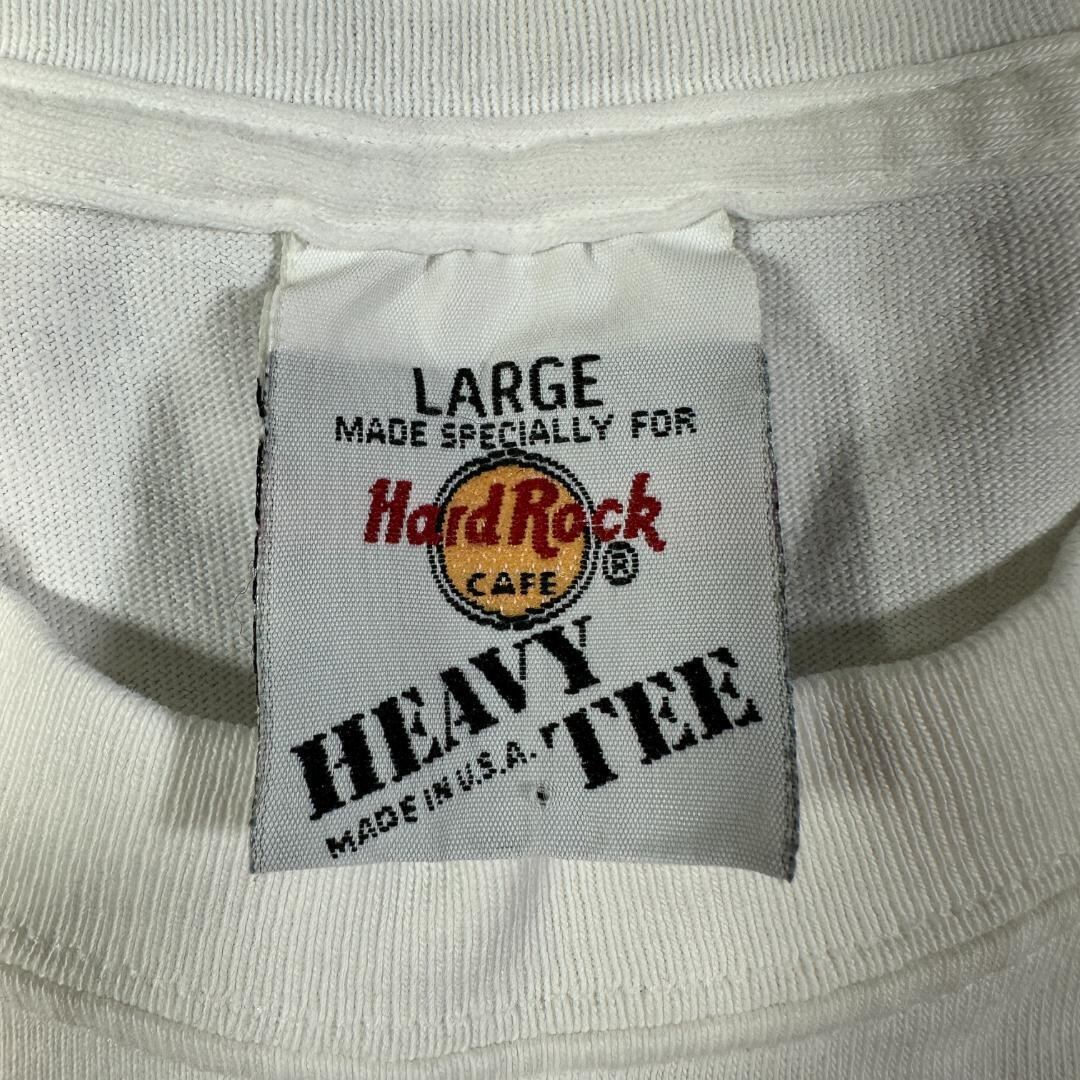 LARGE
MADE SPECIALLY FOR
Hard Rock
CAFE ®
HEAVY
TEE
MADE IN U.S.A.